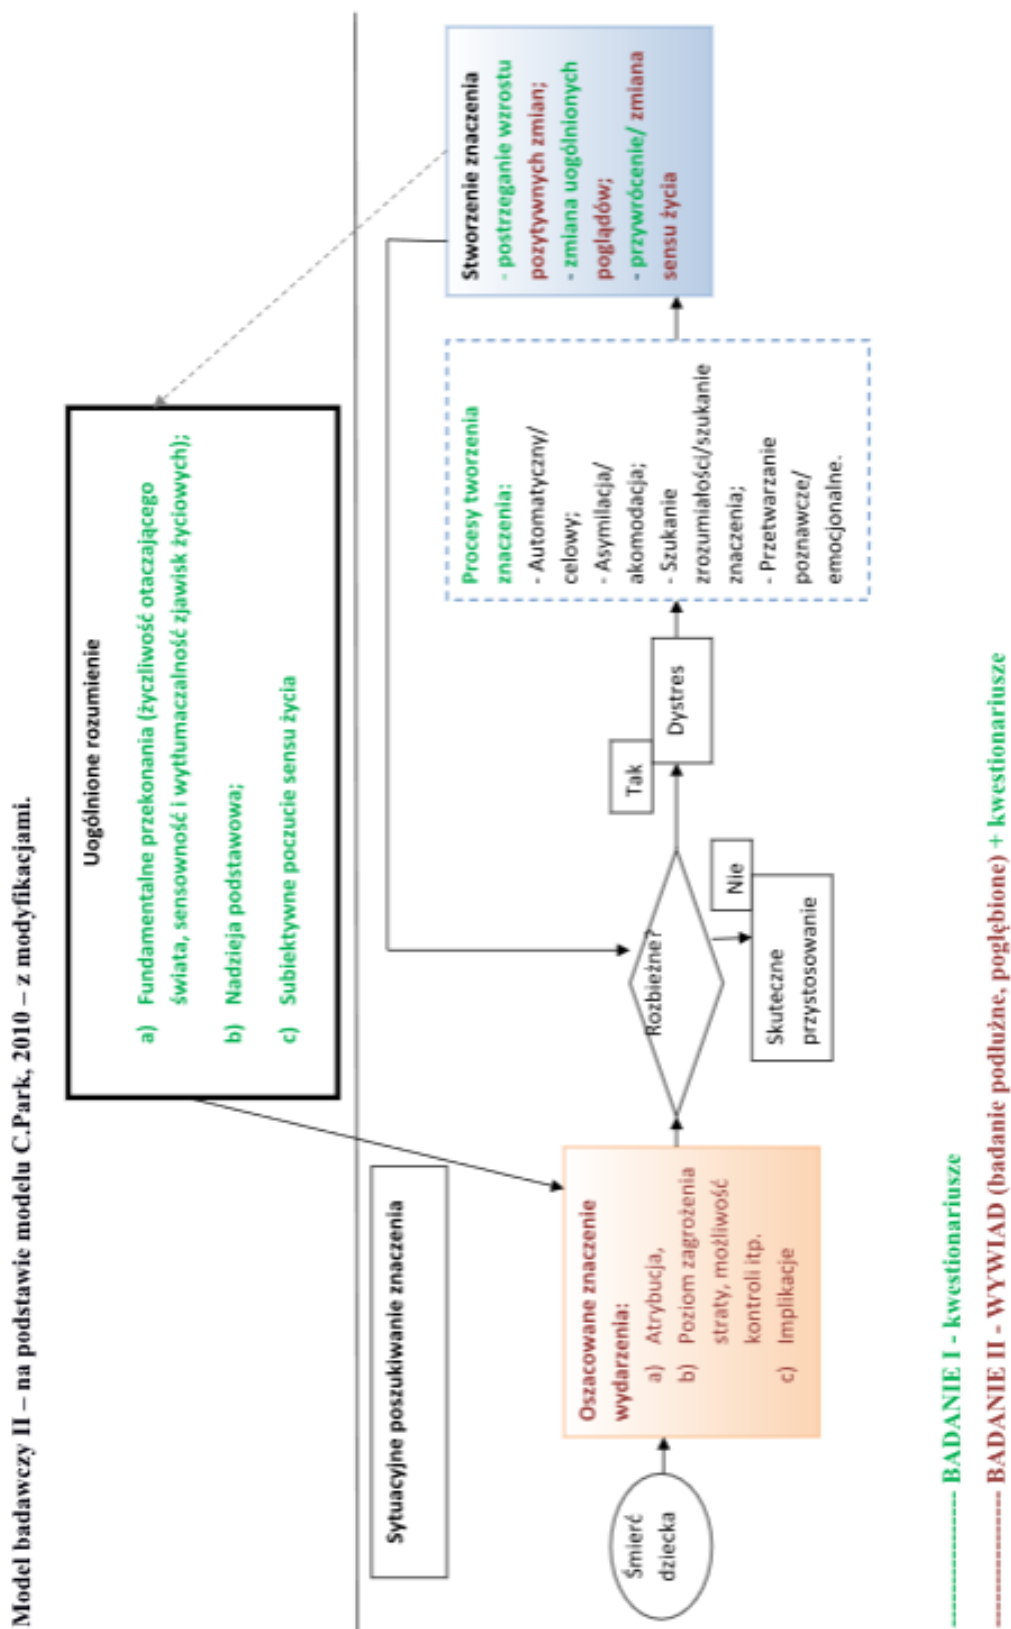 Model badawczy II – na podstawie modelu C.Park, 2010 – z modyfikacjami.
Uogólnione rozumienie
a) Fundamentalne przekonania (życzliwość otaczającego
świata, sensowność i wytłumaczalność zjawisk życiowych);
b) Nadzieja podstawowa;
c) Subiektywne poczucie sensu życia
Sytuacyjne poszukiwanie znaczenia
Śmierć
dziecka
Oszacowane znaczenie
wydarzenia:
a) Atrybucja,
b) Poziom zagrożenia
straty, możliwość
kontroli itp.
c) Implikacje
Rozbieżne?
Tak
Nie
Skuteczne
przystosowanie
Dystres
Procesy tworzenia
znaczenia:
- Automatyczny/
celowy;
- Asymilacja/
akomodacja;
- Szukanie
zrozumiałości/szukanie
znaczenia;
- Przetwarzanie
poznawcze/
emocjonalne.
Stworzenie znaczenia
- postrzeganie wzrostu
pozytywnych zmian;
- zmiana uogólnionych
poglądów;
- przywrócenie/ zmiana
sensu życia
------------- BADANIE I - kwestionariusze
------------- BADANIE II - WYWIAD (badanie podłużne, pogłębione) + kwestionariusze